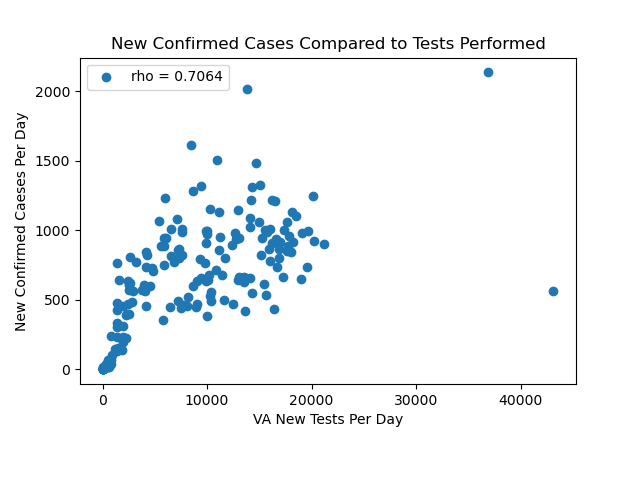 New Confirmed Cases Compared to Tests Performed
rho = 0.7064
2000
1500
1000
500
0
New Confirmed Caeses Per Day
0 10000 20000 30000 40000
VA New Tests Per Day